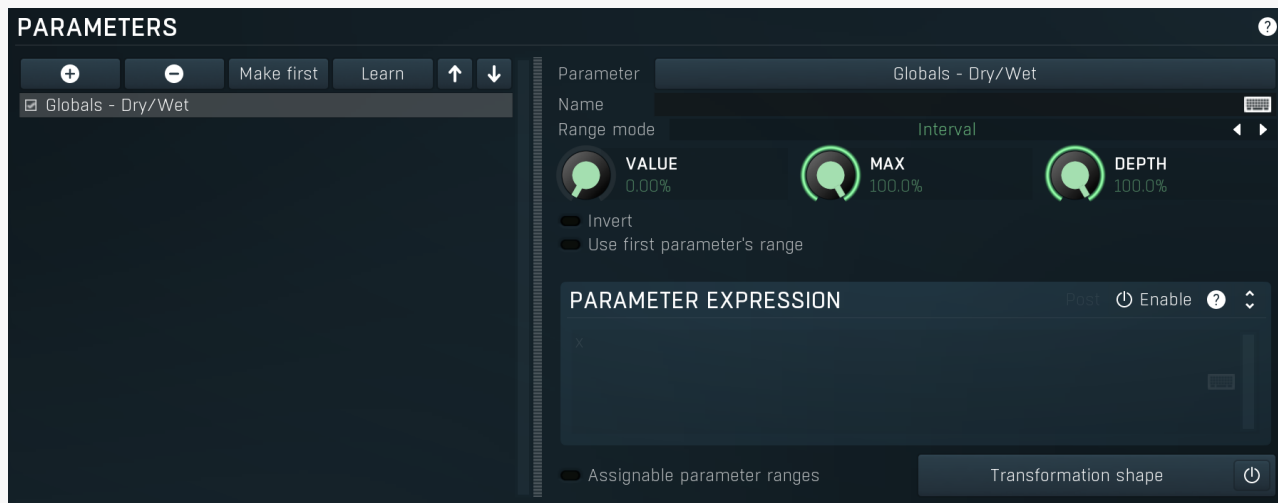 PARAMETERS
Make first Learn
Globals - Dry/Wet
Parameter Globals - Dry/Wet
Name
Range mode Interval
VALUE MAX DEPTH
0.00% 100.0% 100.0%
Invert
Use first parameter's range
PARAMETER EXPRESSION Post Enable ?
x
Assignable parameter ranges Transformation shape